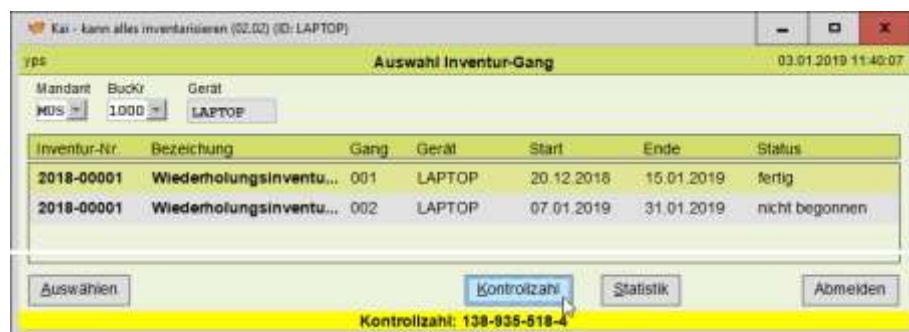 Kai - kann alles inventarisieren (02.02) (ID: LAPTOP)
yps Auswahl Inventur-Gang 03.01.2019 11:40:07
Mandant BucKr Gerät
MUS 1000 LAPTOP
Inventur-Nr. Bezeichung Gang Gerät Start Ende Status
2018-00001 Wiederholungsinventu... 001 LAPTOP 20.12.2018 15.01.2019 fertig
2018-00001 Wiederholungsinventu... 002 LAPTOP 07.01.2019 31.01.2019 nicht begonnen
Auswählen Kontrollzahl Statistik Abmelden
Kontrollzahl: 138-935-518-4